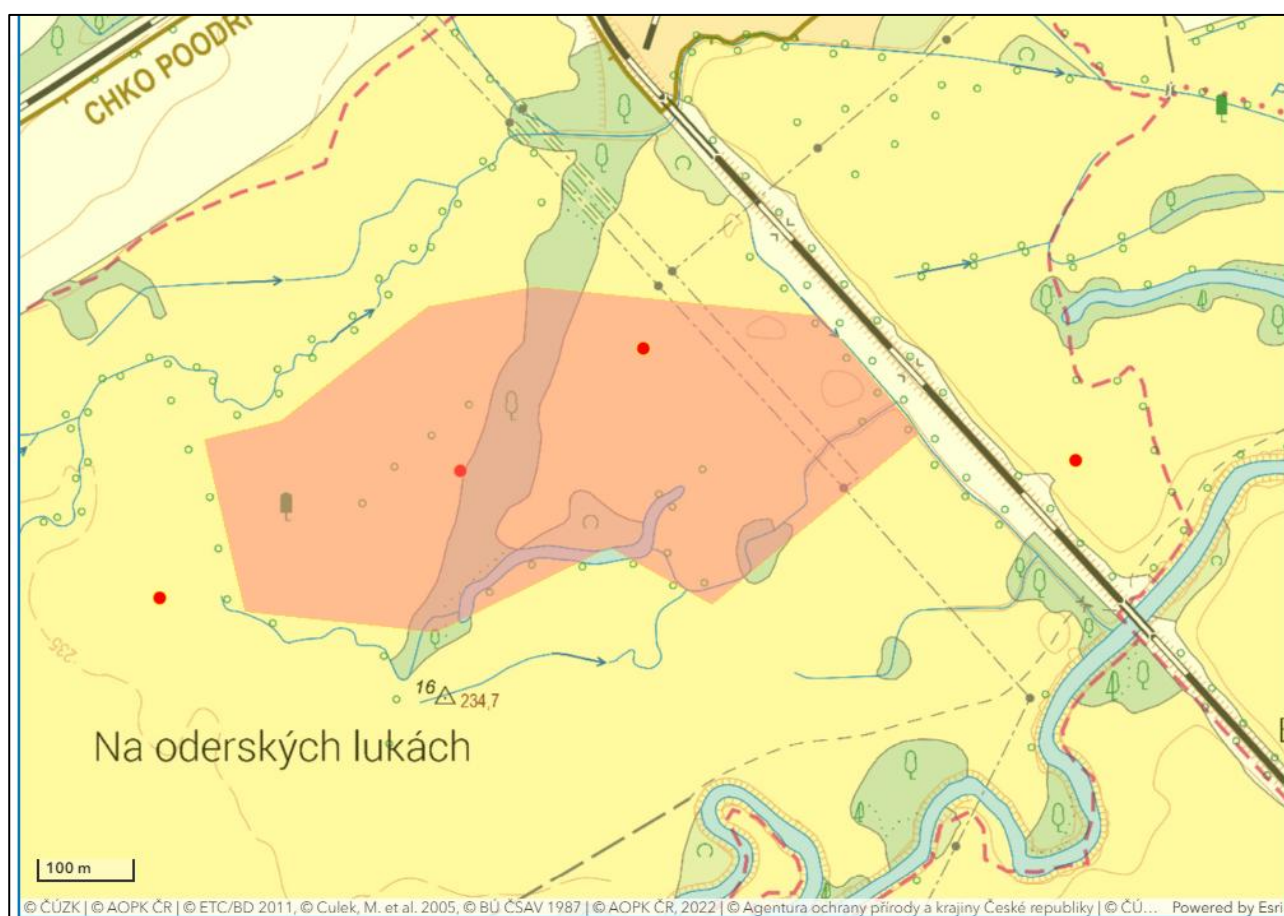 CHKO POODŘÍ
235
16
234,7
Na oderských lukách
100 m
© ČÚZK | © AOPK ČR | © ETC/BD 2011, © Culek, M. et al. 2005, © BÚ ČSAV 1987 | © AOPK ČR, 2022 | © Agentura ochrany přírody a krajiny České republiky | © ČÚ... Powered by Esri